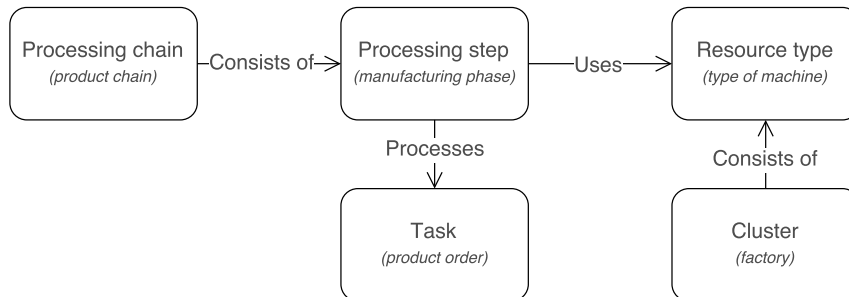 Processing chain
(product chain)
Consists of
Processing step
(manufacturing phase)
Uses
Resource type
(type of machine)
Processes
Consists of
Task
(product order)
Cluster
(factory)